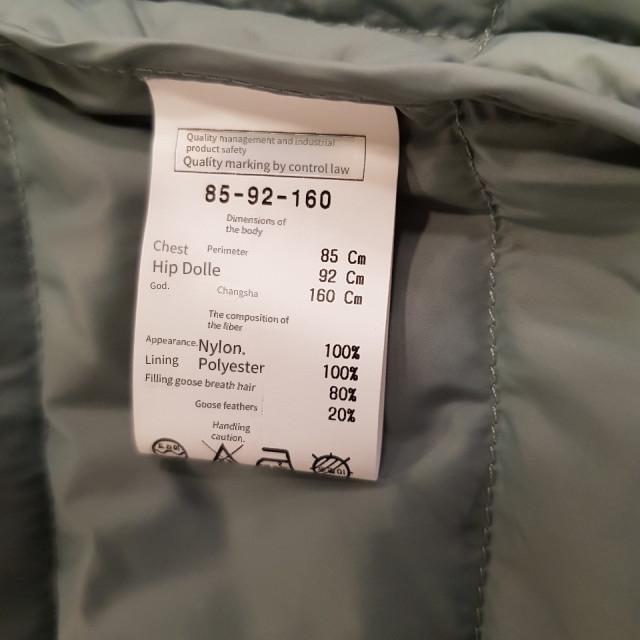 Quality management and industrial
product safety
Quality marking by control law
85-92-160
Dimensions of
the body
Chest Perimeter 85 Cm
Hip Dolle 92 Cm
God. Changsha 160 Cm
The composition of
the fiber
Appearance: Nylon. 100%
Lining Polyester 100%
Filling goose breath hair 80%
Goose feathers 20%
Handling
caution.